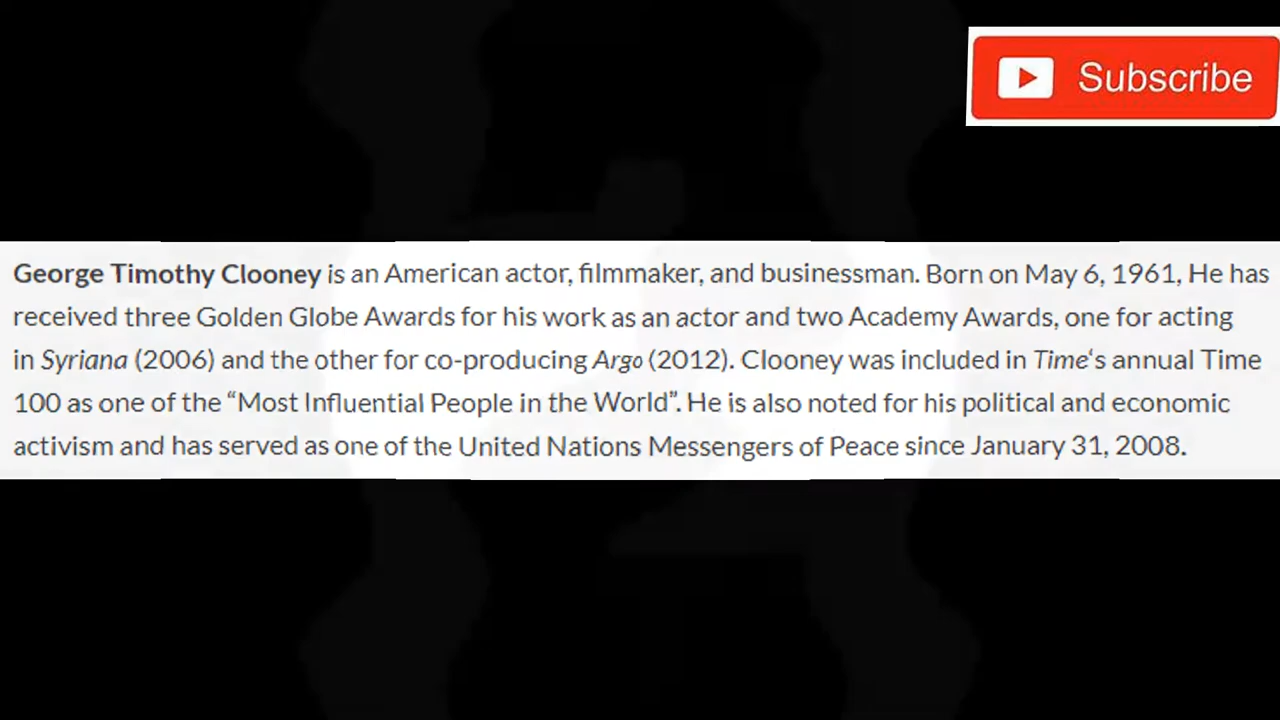 Subscribe
George Timothy Clooney is an American actor, filmmaker, and businessman. Born on May 6, 1961, He has
received three Golden Globe Awards for his work as an actor and two Academy Awards, one for acting
in Syriana (2006) and the other for co-producing Argo (2012). Clooney was included in Time‘s annual Time
100 as one of the “Most Influential People in the World”. He is also noted for his political and economic
activism and has served as one of the United Nations Messengers of Peace since January 31, 2008.